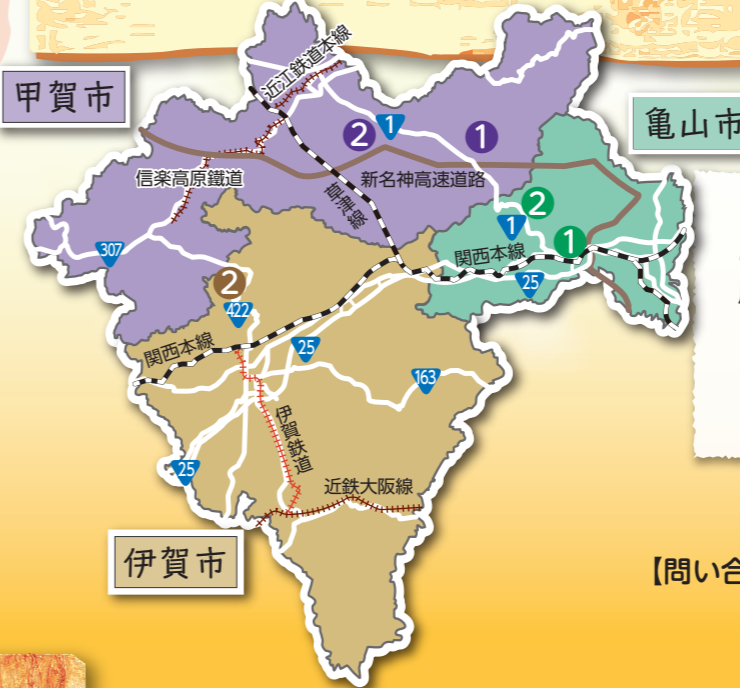 近江鉄道本線
甲賀市
亀山市
2
1
1
信楽高原鐵道
草津線
新名神高速道路
2
1
1
307
関西本線
25
2
422
関西本線
25
163
伊賀鉄道
25
近鉄大阪線
伊賀市
【問い合